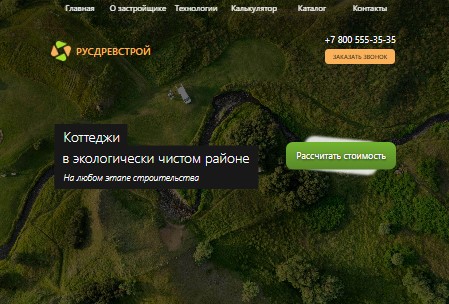 Главная О застройщике Технологии Калькулятор Каталог Контакты
РУСДРЕВСТРОЙ
+7 800 555-35-35
ЗАКАЗАТЬ ЗВОНОК
Коттеджи
в экологически чистом районе
На любом этапе строительства
Рассчитать стоимость